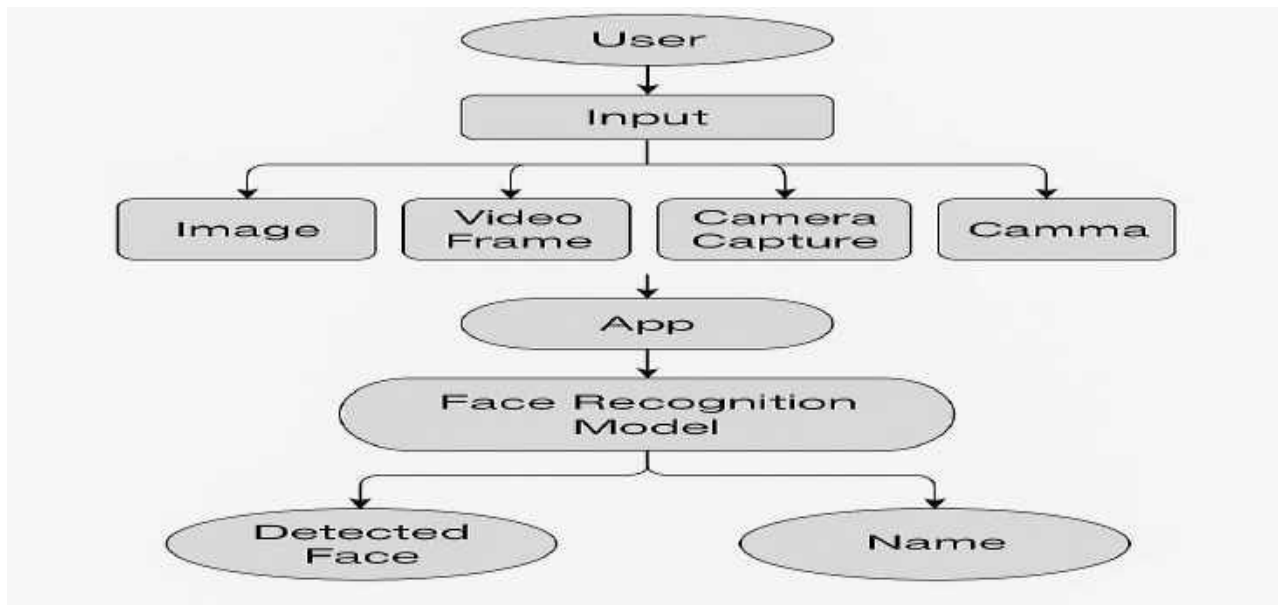 User
Input
Image
Video
Frame
Camera
Capture
Camma
App
Face Recognition
Model
Detected
Face
Name